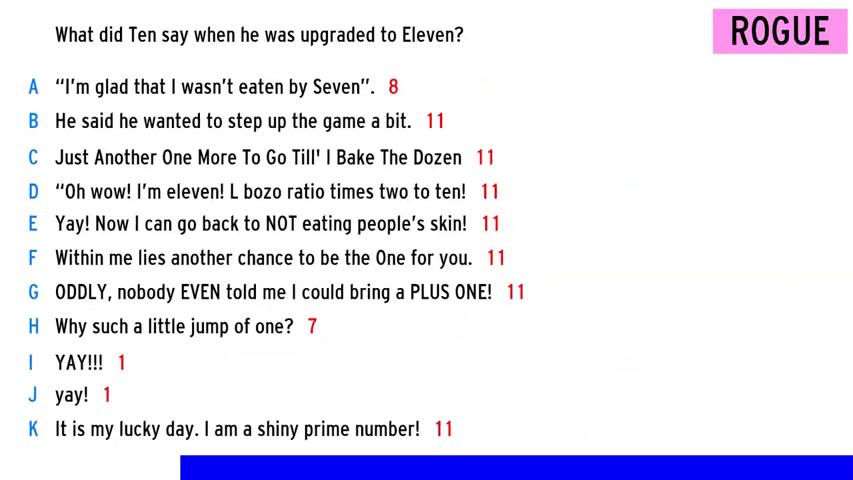 What did Ten say when he was upgraded to Eleven?
ROGUE
A “I'm glad that I wasn't eaten by Seven”. 8
B He said he wanted to step up the game a bit. 11
C Just Another One More To Go Till' I Bake The Dozen 11
D “Oh wow! I'm eleven! L bozo ratio times two to ten! 11
E Yay! Now I can go back to NOT eating people's skin! 11
F Within me lies another chance to be the One for you. 11
G ODDLY, nobody EVEN told me I could bring a PLUS ONE! 11
H Why such a little jump of one? 7
I YAY!!! 1
J yay! 1
K It is my lucky day. I am a shiny prime number! 11